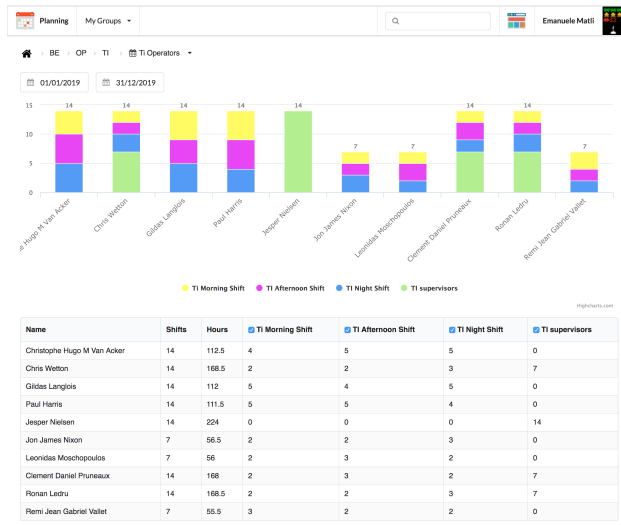 Planning My Groups Emanuele Matli
BE OP TI Ti Operators
01/01/2019 31/12/2019
15
10
5
0
14 14 14 14 14 7 7 14 14 7
e Hugo M Van Acker
Chris Wetton
Gildas Langlois
Paul Harris
Jesper Nielsen
Jon James Nixon
Leonidas Moschopoulos
Clement Daniel Pruneaux
Ronan Ledru
Remi Jean Gabriel Vallet
Ti Morning Shift TI Afternoon Shift TI Night Shift TI supervisors
Highcharts.com
Name Shifts Hours Ti Morning Shift TI Afternoon Shift TI Night Shift TI supervisors
Christophe Hugo M Van Acker 14 112.5 4 5 5 0
Chris Wetton 14 168.5 2 2 3 7
Gildas Langlois 14 112 5 4 5 0
Paul Harris 14 111.5 5 5 4 0
Jesper Nielsen 14 224 0 0 0 14
Jon James Nixon 7 56.5 2 2 3 0
Leonidas Moschopoulos 7 56 2 3 2 0
Clement Daniel Pruneaux 14 168 2 3 2 7
Ronan Ledru 14 168.5 2 2 3 7
Remi Jean Gabriel Vallet 7 55.5 3 2 2 0